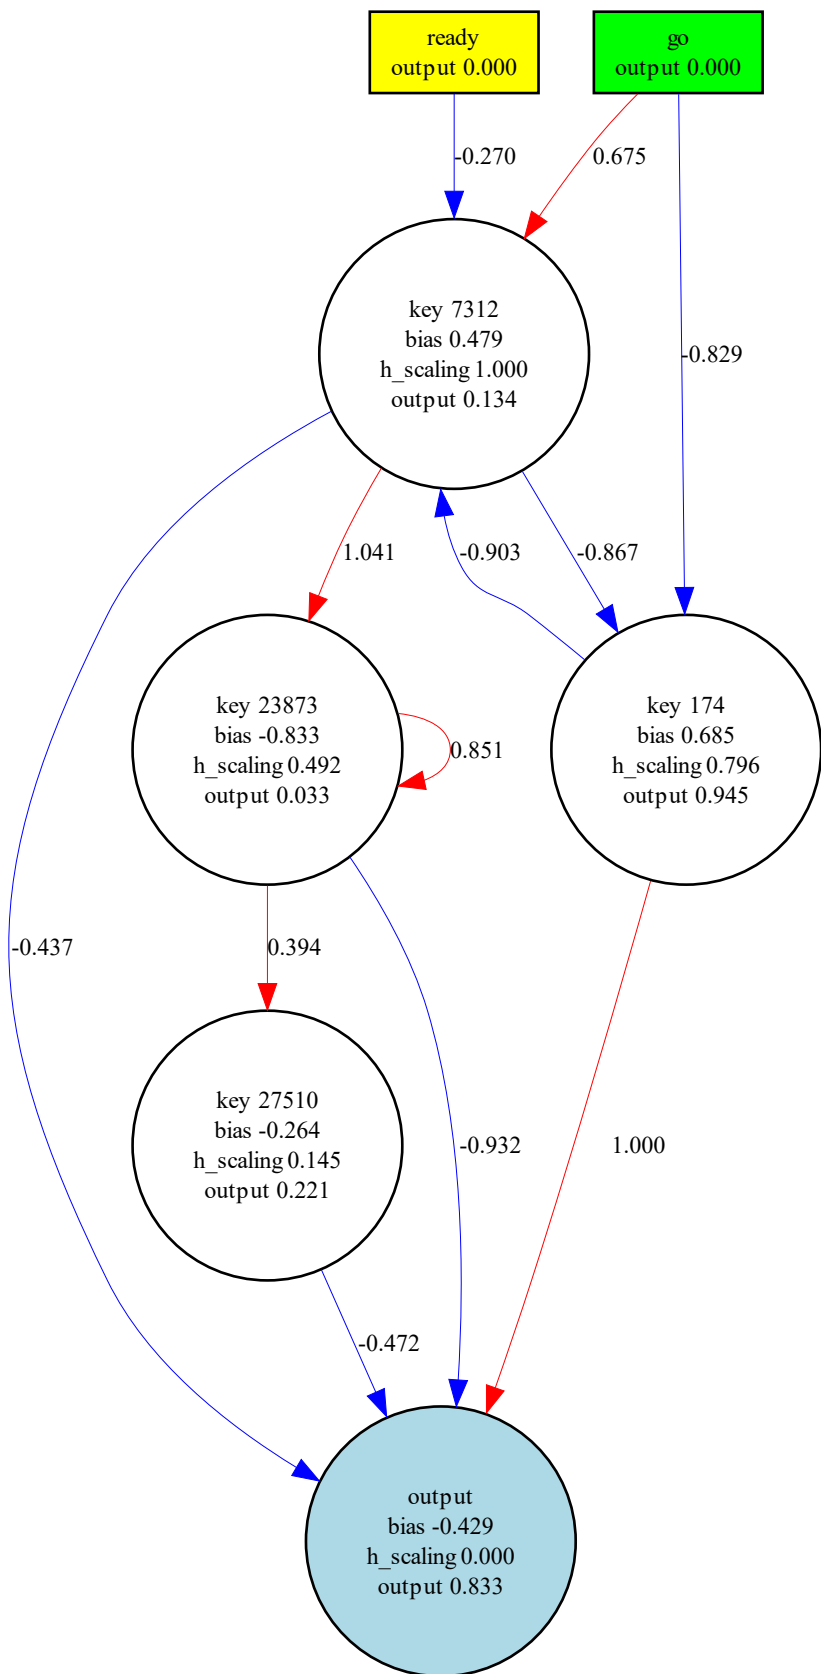 ready
output 0.000
go
output 0.000
-0.270
0.675
key 7312
bias 0.479
h_scaling 1.000
output 0.134
-0.829
1.041
-0.903
-0.867
key 23873
bias -0.833
h_scaling 0.492
output 0.033
0.851
key 174
bias 0.685
h_scaling 0.796
output 0.945
-0.437
0.394
key 27510
bias -0.264
h_scaling 0.145
output 0.221
-0.932
1.000
-0.472
output
bias -0.429
h_scaling 0.000
output 0.833